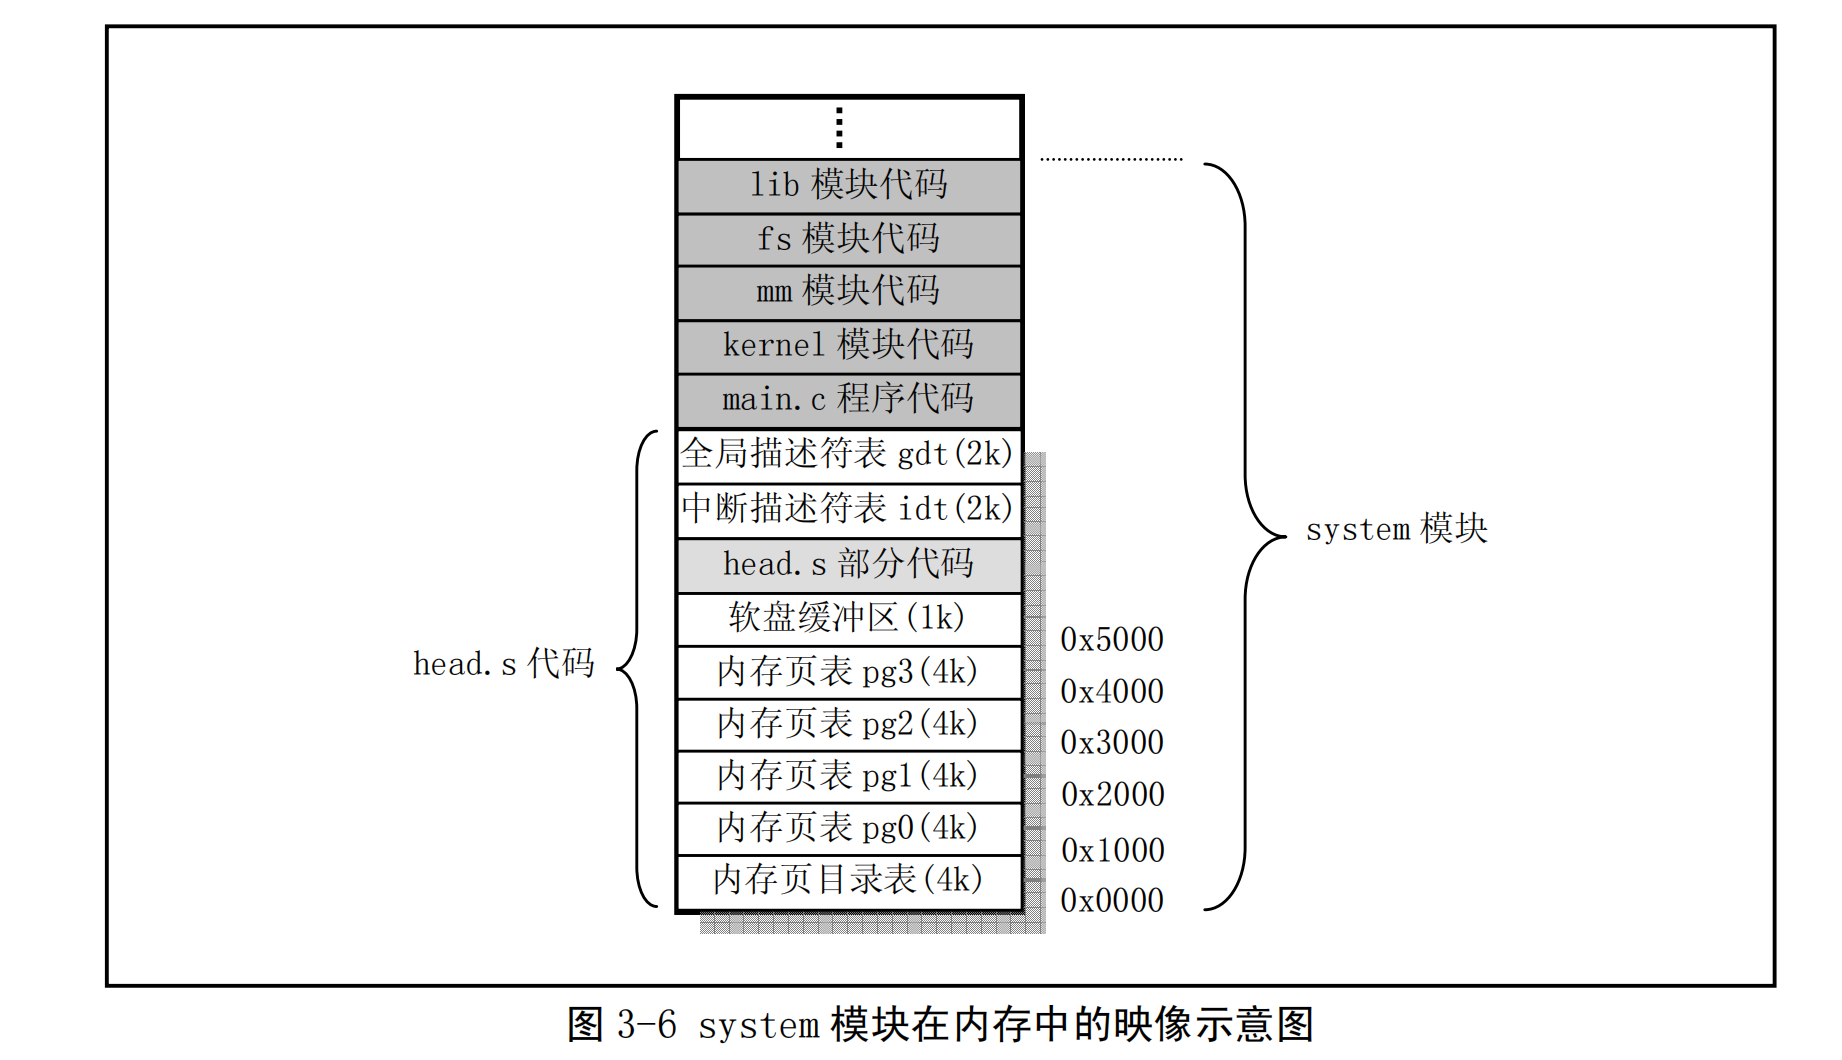 ⋮
lib 模块代码
fs 模块代码
mm 模块代码
kernel 模块代码
main.c 程序代码
全局描述符表 gdt(2k)
中断描述符表 idt(2k)
system 模块
head.s 部分代码
软盘缓冲区(1k)
0x5000
head.s 代码
内存页表 pg3(4k)
0x4000
内存页表 pg2(4k)
0x3000
内存页表 pg1(4k)
0x2000
内存页表 pg0(4k)
0x1000
内存页目录表(4k)
0x0000
图 3-6 system 模块在内存中的映像示意图